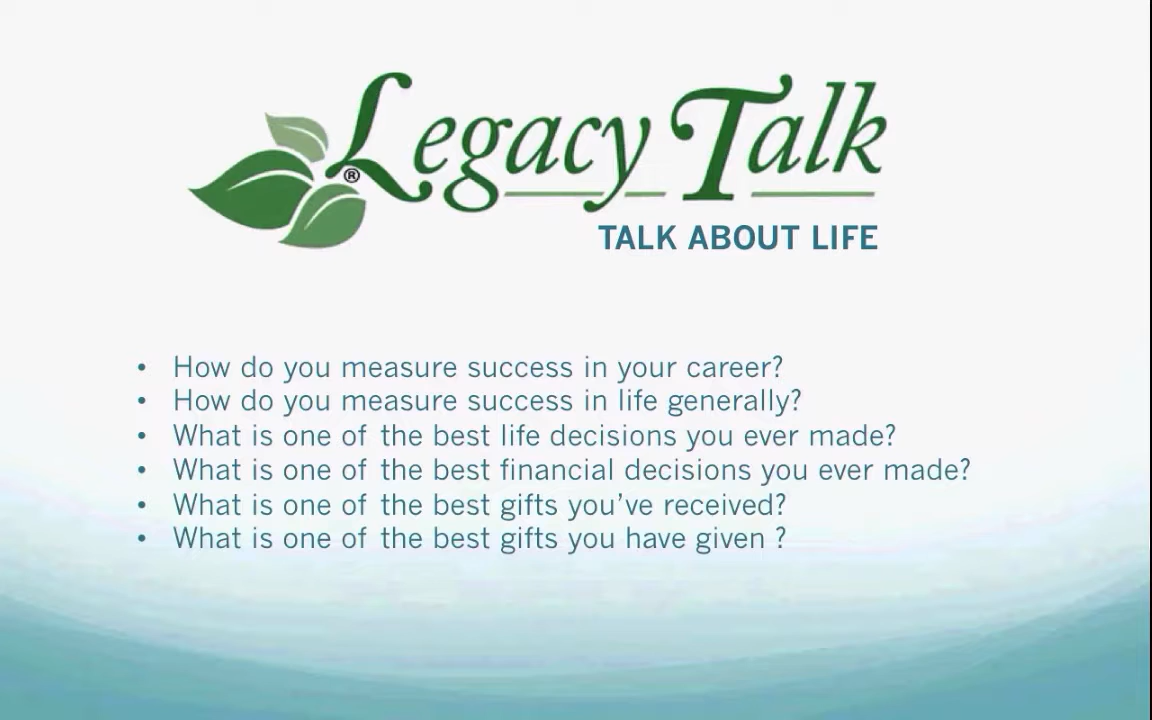 Legacy Talk
®
TALK ABOUT LIFE
• How do you measure success in your career?
• How do you measure success in life generally?
• What is one of the best life decisions you ever made?
• What is one of the best financial decisions you ever made?
• What is one of the best gifts you’ve received?
• What is one of the best gifts you have given ?